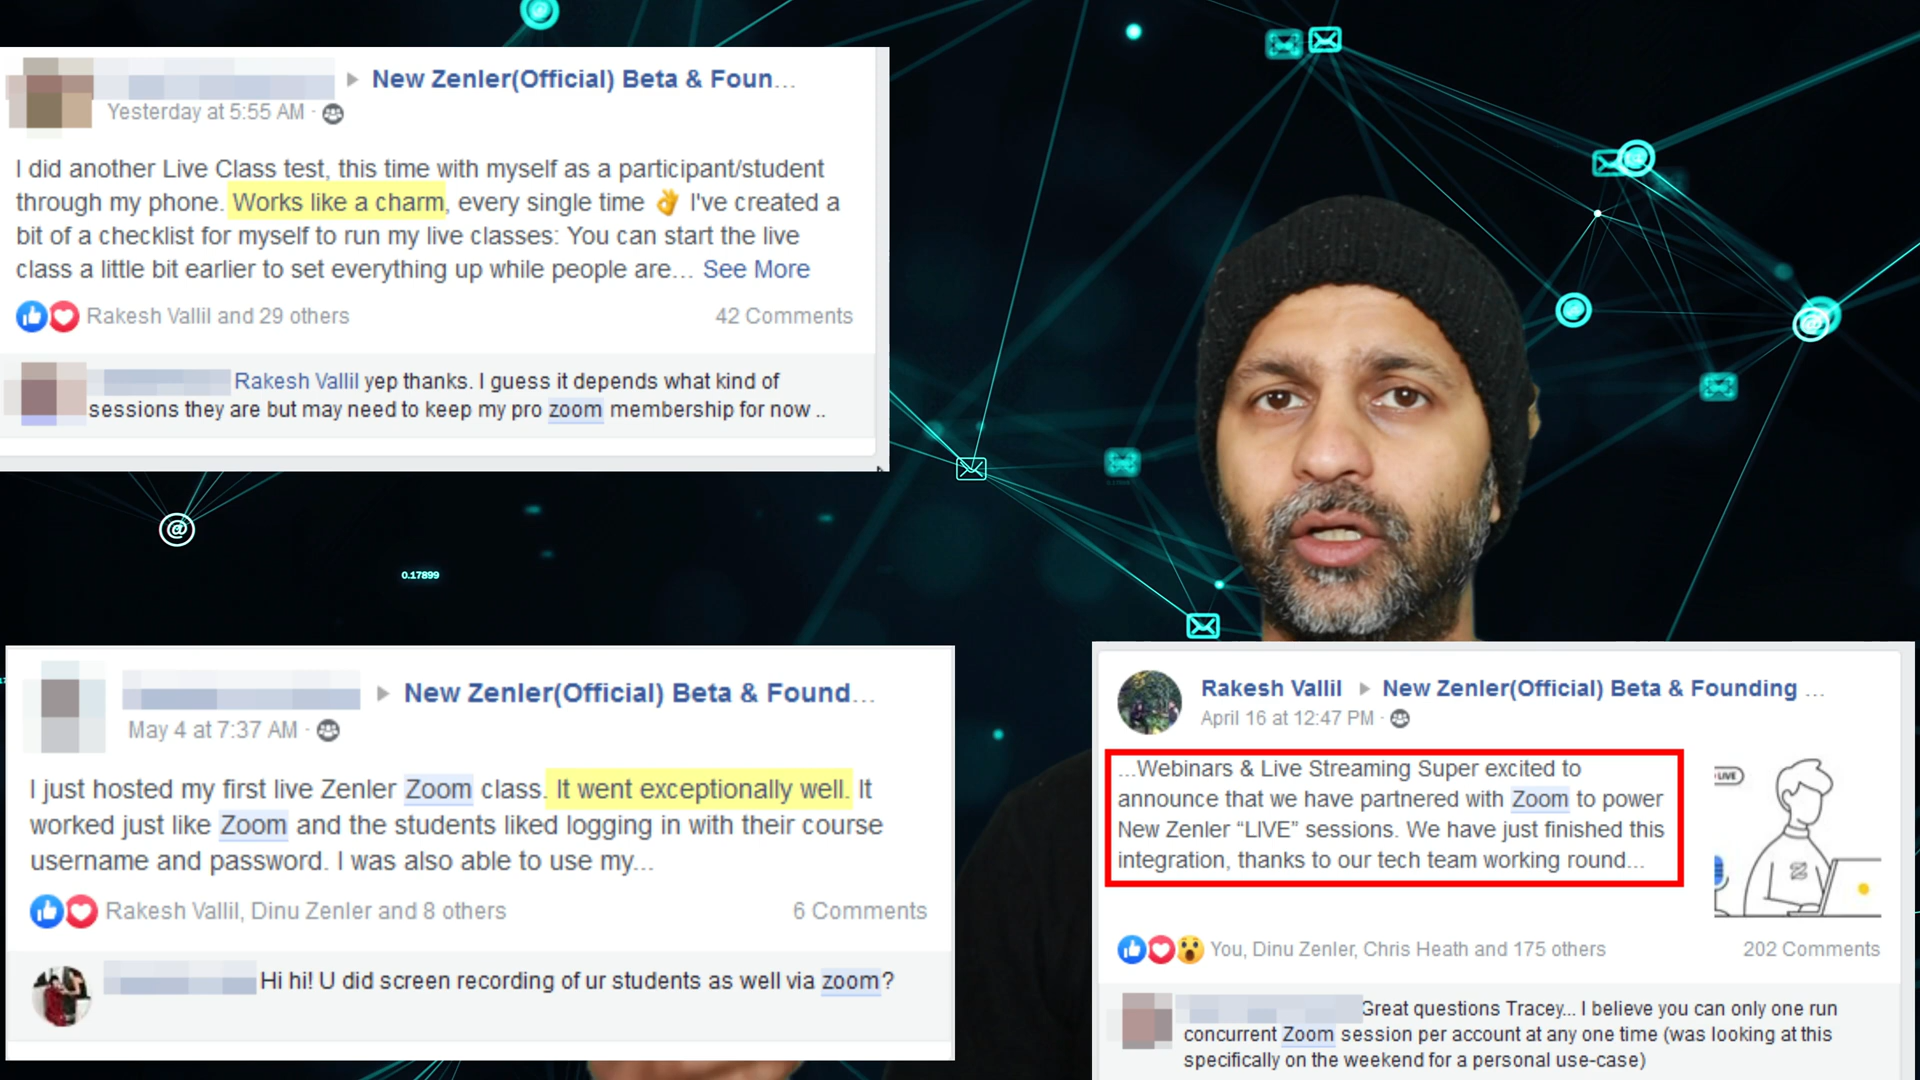 New Zenler(Official) Beta & Foun...
Yesterday at 5:55 AM ·
I did another Live Class test, this time with myself as a participant/student
through my phone. Works like a charm, every single time 👌 I've created a
bit of a checklist for myself to run my live classes: You can start the live
class a little bit earlier to set everything up while people are... See More
Rakesh Vallil and 29 others
42 Comments
Rakesh Vallil yep thanks. I guess it depends what kind of
sessions they are but may need to keep my pro zoom membership for now ..
0.17899
New Zenler(Official) Beta & Found...
May 4 at 7:37 AM ·
I just hosted my first live Zenler Zoom class. It went exceptionally well. It
worked just like Zoom and the students liked logging in with their course
username and password. I was also able to use my...
Rakesh Vallil, Dinu Zenler and 8 others
6 Comments
Hi hi! U did screen recording of ur students as well via zoom?
Rakesh Vallil ▸ New Zenler(Official) Beta & Founding ...
April 16 at 12:47 PM ·
...Webinars & Live Streaming Super excited to
announce that we have partnered with Zoom to power
New Zenler “LIVE” sessions. We have just finished this
integration, thanks to our tech team working round...
LIVE
You, Dinu Zenler, Chris Heath and 175 others
202 Comments
Great questions Tracey... I believe you can only one run
concurrent Zoom session per account at any one time (was looking at this
specifically on the weekend for a personal use-case)